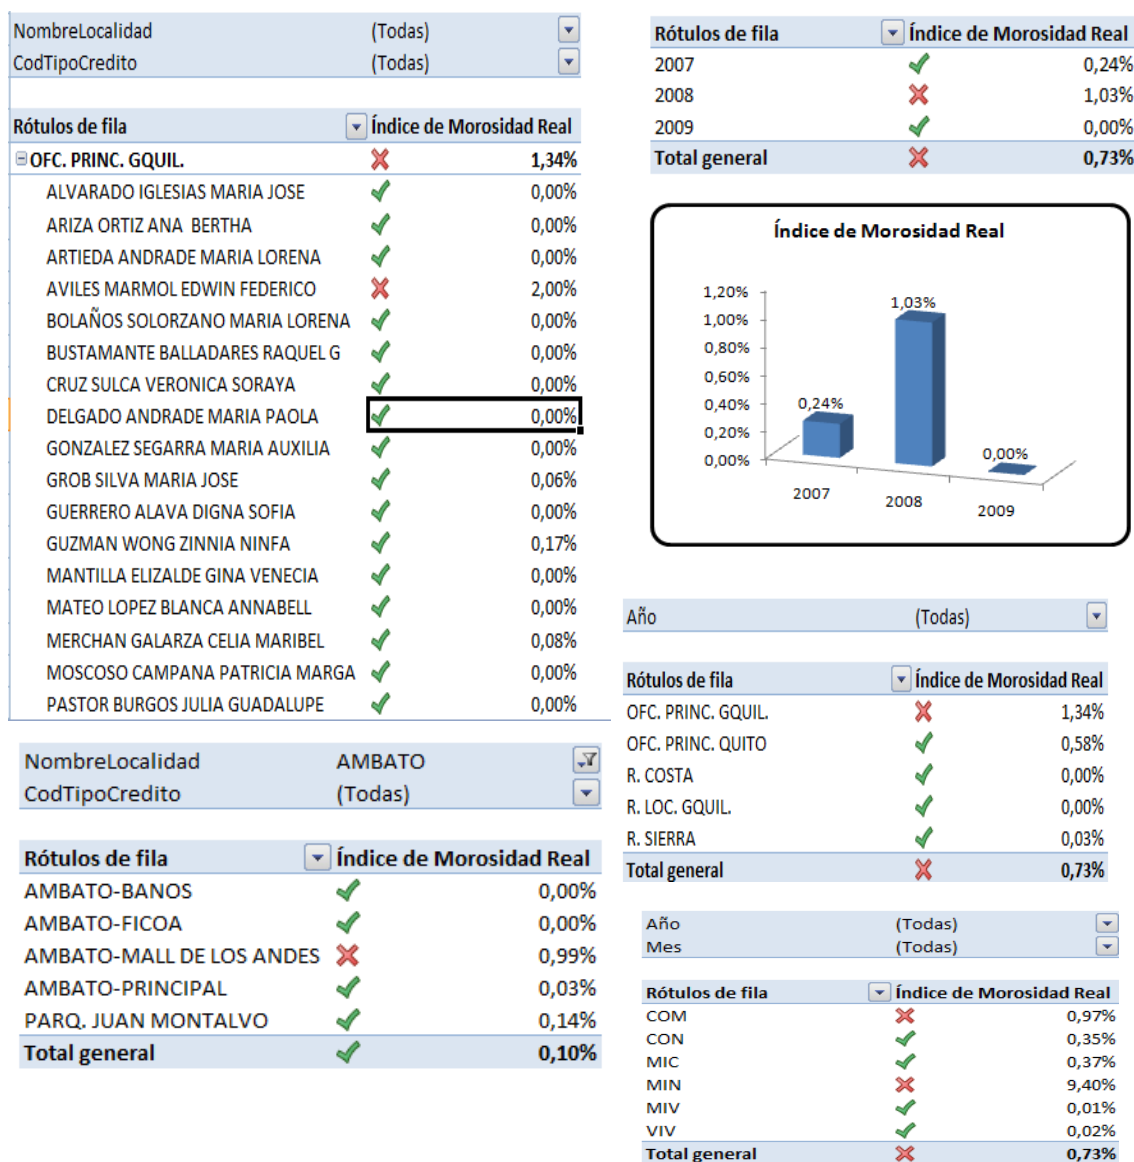 NombreLocalidad (Todas)
CodTipoCredito (Todas)
Rótulos de fila Índice de Morosidad Real
OFC. PRINC. GQUIL. 1,34%
ALVARADO IGLESIAS MARIA JOSE 0,00%
ARIZA ORTIZ ANA BERTHA 0,00%
ARTIEDA ANDRADE MARIA LORENA 0,00%
AVILES MARMOL EDWIN FEDERICO 2,00%
BOLAÑOS SOLORZANO MARIA LORENA 0,00%
BUSTAMANTE BALLADARES RAQUEL G 0,00%
CRUZ SULCA VERONICA SORAYA 0,00%
DELGADO ANDRADE MARIA PAOLA 0,00%
GONZALEZ SEGARRA MARIA AUXILIA 0,00%
GROB SILVA MARIA JOSE 0,06%
GUERRERO ALAVA DIGNA SOFIA 0,00%
GUZMAN WONG ZINNIA NINFA 0,17%
MANTILLA ELIZALDE GINA VENECIA 0,00%
MATEO LOPEZ BLANCA ANNABELL 0,00%
MERCHAN GALARZA CELIA MARIBEL 0,08%
MOSCOSO CAMPANA PATRICIA MARGA 0,00%
PASTOR BURGOS JULIA GUADALUPE 0,00%
NombreLocalidad AMBATO
CodTipoCredito (Todas)
Rótulos de fila Índice de Morosidad Real
AMBATO-BANOS 0,00%
AMBATO-FICOA 0,00%
AMBATO-MALL DE LOS ANDES 0,99%
AMBATO-PRINCIPAL 0,03%
PARQ. JUAN MONTALVO 0,14%
Total general 0,10%
Rótulos de fila Índice de Morosidad Real
2007 0,24%
2008 1,03%
2009 0,00%
Total general 0,73%
Índice de Morosidad Real
1,20%
1,00%
0,80%
0,60%
0,40%
0,20%
0,00%
0,24%
1,03%
0,00%
2007
2008
2009
Año (Todas)
Rótulos de fila Índice de Morosidad Real
OFC. PRINC. GQUIL. 1,34%
OFC. PRINC. QUITO 0,58%
R. COSTA 0,00%
R. LOC. GQUIL. 0,00%
R. SIERRA 0,03%
Total general 0,73%
Año (Todas)
Mes (Todas)
Rótulos de fila Índice de Morosidad Real
COM 0,97%
CON 0,35%
MIC 0,37%
MIN 9,40%
MIV 0,01%
VIV 0,02%
Total general 0,73%